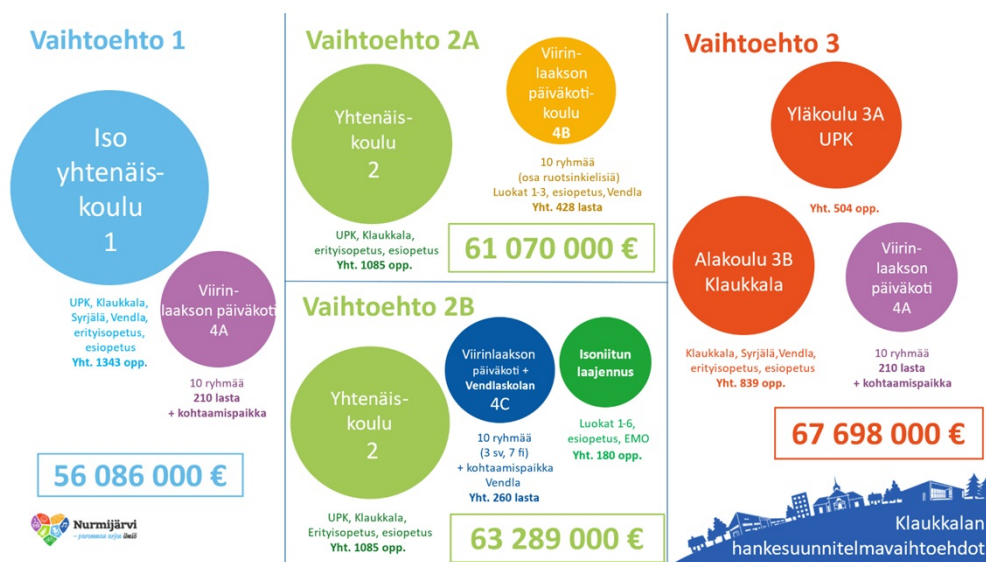 Vaihtoehto 1
Iso
yhtenäis-
koulu
1
UPK, Klaukkala,
Syrjälä, Vendla,
erityisopetus,
esiopetus
Yht. 1343 opp.
Viirin-
laakson päiväkoti
4A
10 ryhmää
210 lasta
+ kohtaamispaikka
56 086 000 €
Nurmijärvi
Vaihtoehto 2A
Yhtenäis-
koulu
2
UPK, Klaukkala,
erityisopetus, esiopetus
Yht. 1085 opp.
Viirin-
laakson
päiväkoti-
koulu
4B
10 ryhmää
(osa ruotsinkielisiä)
Luokat 1-3, esiopetus, Vendla
Yht. 428 lasta
61 070 000 €
Vaihtoehto 2B
Yhtenäis-
koulu
2
UPK, Klaukkala,
Erityisopetus, esiopetus
Yht. 1085 opp.
Viirinlaakson
päiväkoti +
Vendlaskolan
4C
10 ryhmää
(3 sv, 7 fi)
+ kohtaamispaikka
Vendla
Yht. 260 lasta
Isoniitun
laajennus
Luokat 1-6,
esiopetus, EMO
Yht. 180 opp.
63 289 000 €
Vaihtoehto 3
Yläkoulu 3A
UPK
Yht. 504 opp.
Alakoulu 3B
Klaukkala
Klaukkala, Syrjälä,Vendla,
erityisopetus, esiopetus
Yht. 839 opp.
Viirin-
laakson
päiväkoti
4A
10 ryhmää
210 lasta
+ kohtaamispaikka
67 698 000 €
Klaukkalan
hankesuunnitelmavaihtoehdot